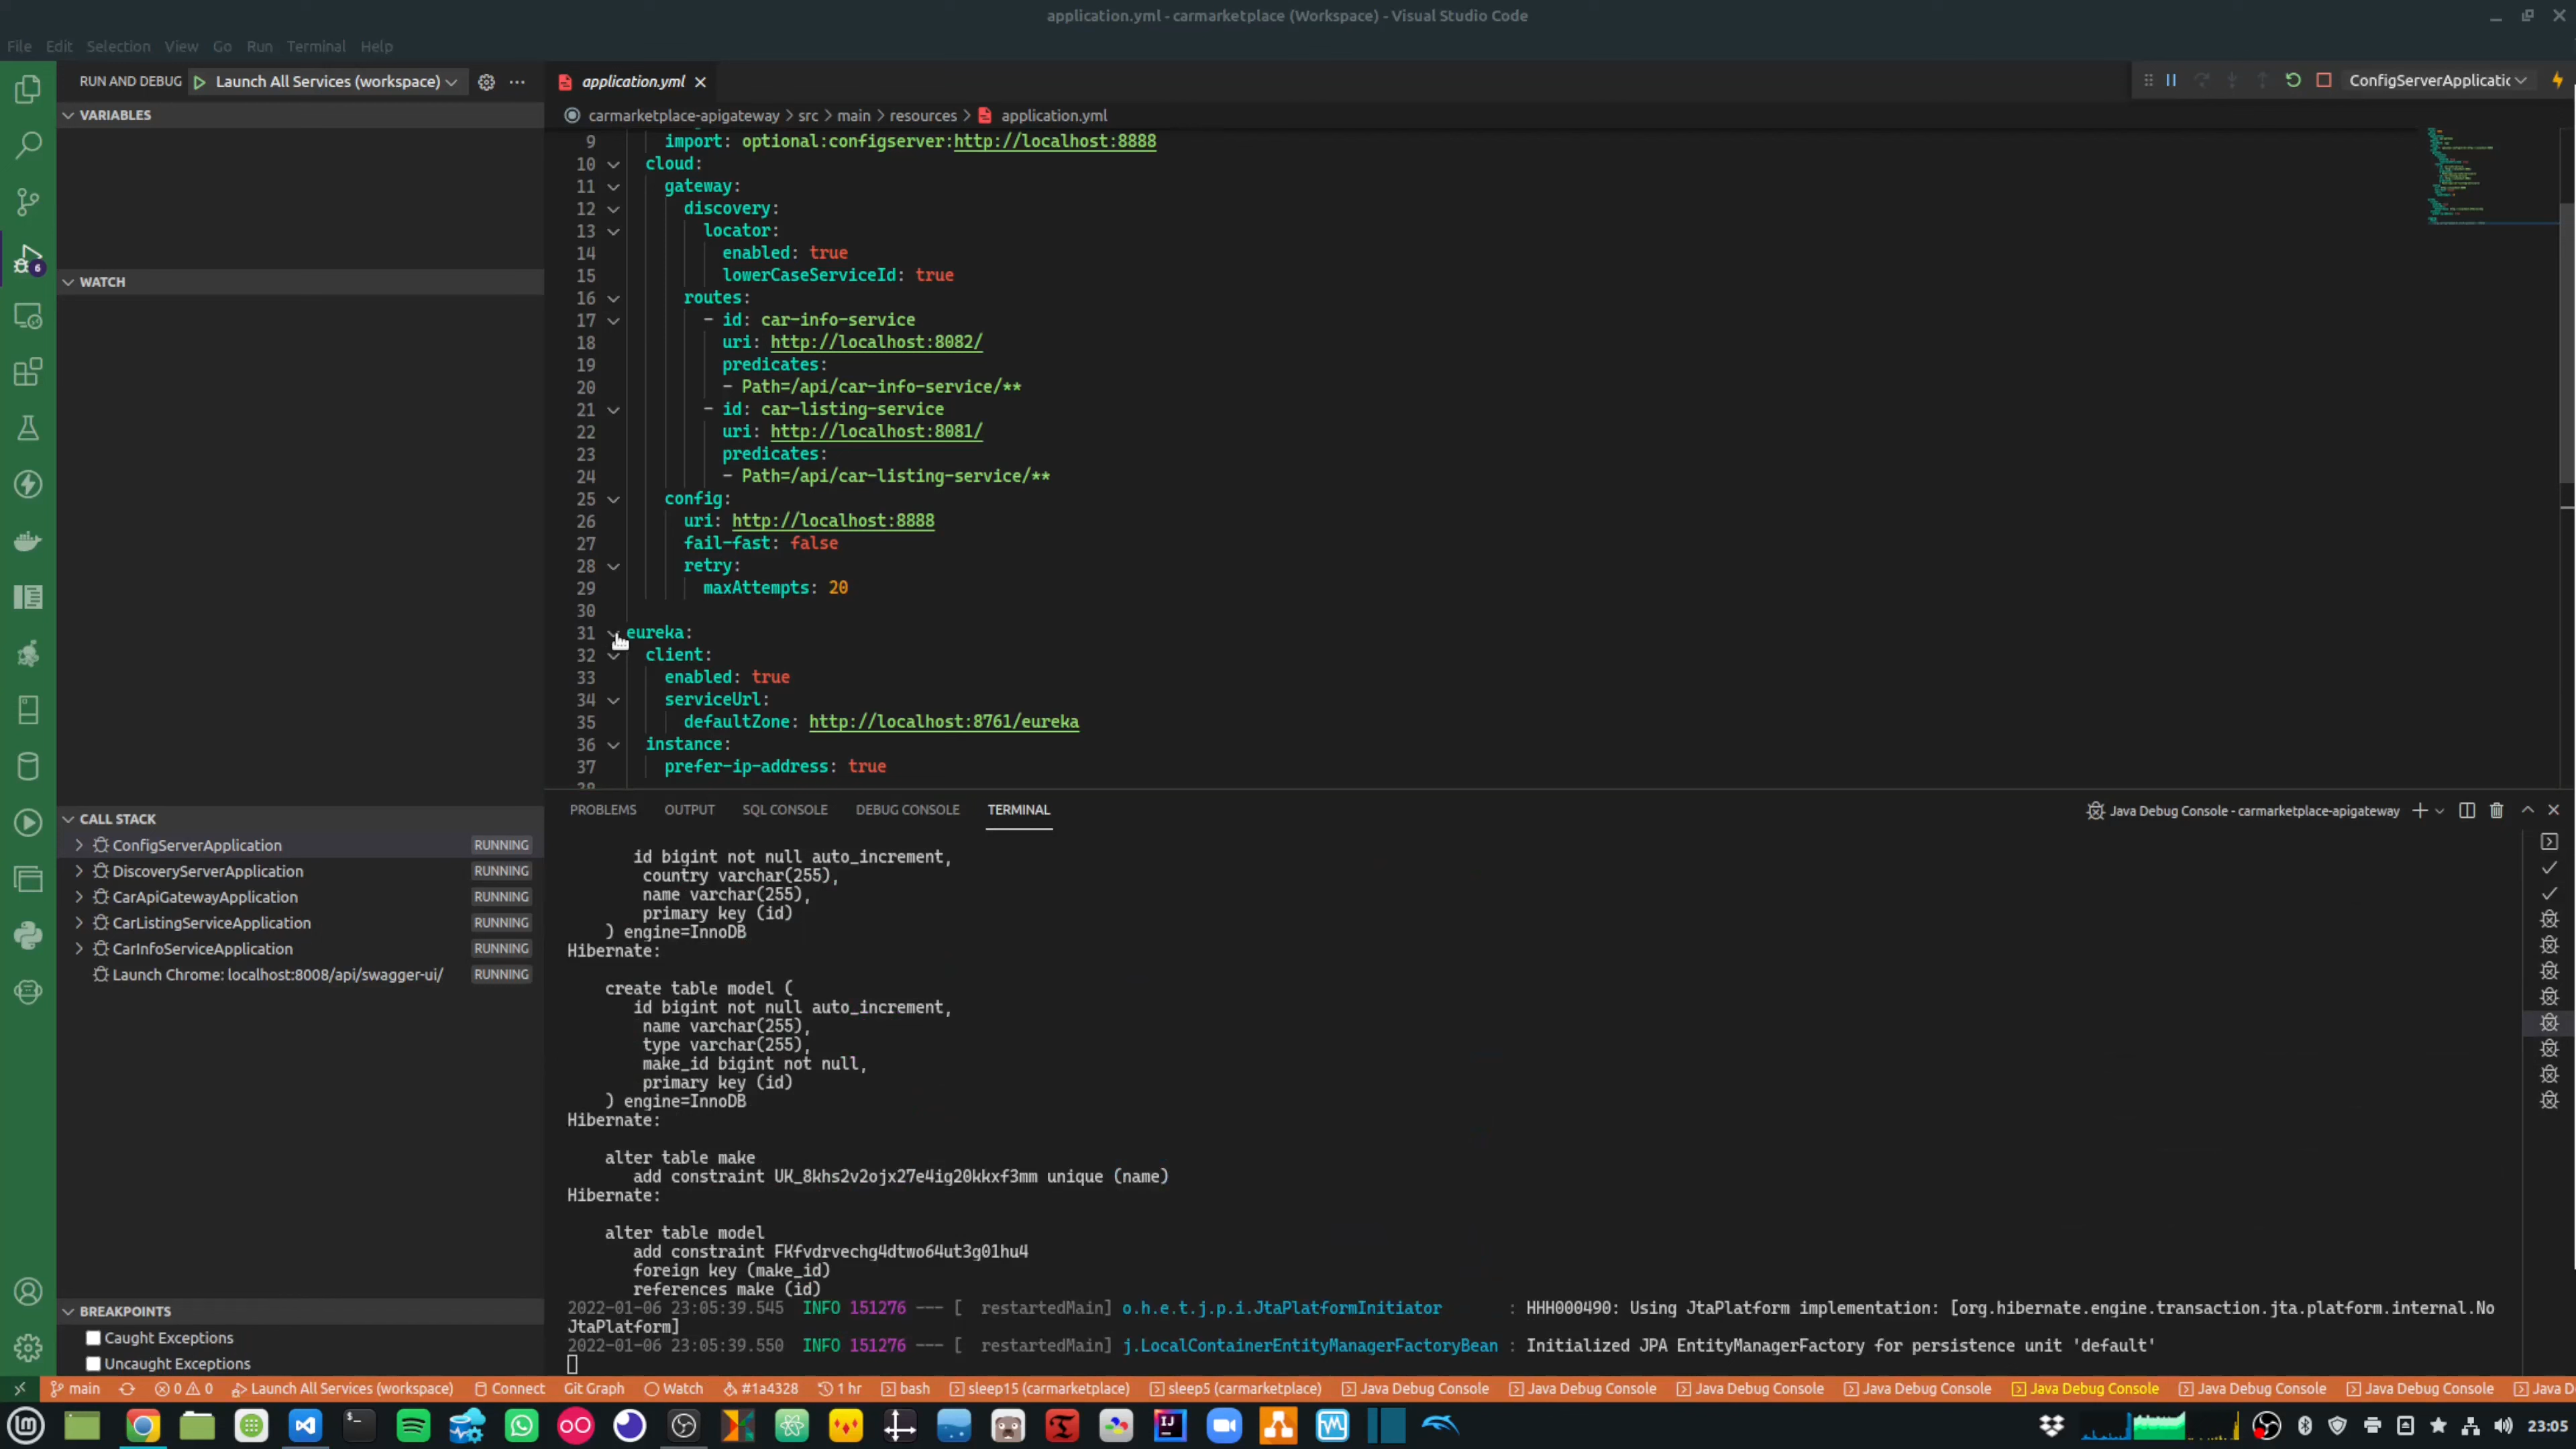 application.yml - carmarketplace (Workspace) - Visual Studio Code
File Edit Selection View Go Run Terminal Help
RUN AND DEBUG Launch All Services (workspace)
VARIABLES
WATCH
CALL STACK
ConfigServerApplication RUNNING
DiscoveryServerApplication RUNNING
CarApiGatewayApplication RUNNING
CarListingServiceApplication RUNNING
CarInfoServiceApplication RUNNING
Launch Chrome: localhost:8008/api/swagger-ui/ RUNNING
BREAKPOINTS
Caught Exceptions
Uncaught Exceptions
6
application.yml
ConfigServerApplicatic
carmarketplace-apigateway > src > main > resources > application.yml
9 import: optional:configserver:http://localhost:8888
10 cloud:
11 gateway:
12 discovery:
13 locator:
14 enabled: true
15 lowerCaseServiceId: true
16 routes:
17 - id: car-info-service
18 uri: http://localhost:8082/
19 predicates:
20 - Path=/api/car-info-service/**
21 - id: car-listing-service
22 uri: http://localhost:8081/
23 predicates:
24 - Path=/api/car-listing-service/**
25 config:
26 uri: http://localhost:8888
27 fail-fast: false
28 retry:
29 maxAttempts: 20
30
31 eureka:
32 client:
33 enabled: true
34 serviceUrl:
35 defaultZone: http://localhost:8761/eureka
36 instance:
37 prefer-ip-address: true
PROBLEMS OUTPUT SQL CONSOLE DEBUG CONSOLE TERMINAL
Java Debug Console - carmarketplace-apigateway
id bigint not null auto_increment,
country varchar(255),
name varchar(255),
primary key (id)
) engine=InnoDB
Hibernate:
create table model (
id bigint not null auto_increment,
name varchar(255),
type varchar(255),
make_id bigint not null,
primary key (id)
) engine=InnoDB
Hibernate:
alter table make
add constraint UK_8khs2v2ojx27e4ig20kkxf3mm unique (name)
Hibernate:
alter table model
add constraint FKfvdrvechg4dtwo64ut3g01hu4
foreign key (make_id)
references make (id)
2022-01-06 23:05:39.545 INFO 151276 --- [ restartedMain] o.h.e.t.j.p.i.JtaPlatformInitiator : HHH000490: Using JtaPlatform implementation: [org.hibernate.engine.transaction.jta.platform.internal.No
JtaPlatform]
2022-01-06 23:05:39.550 INFO 151276 --- [ restartedMain] j.LocalContainerEntityManagerFactoryBean : Initialized JPA EntityManagerFactory for persistence unit 'default'
main 0 0 Launch All Services (workspace) Connect Git Graph Watch #1a4328 1 hr bash sleep15 (carmarketplace) sleep5 (carmarketplace) Java Debug Console Java Debug Console Java Debug Console Java Debug Console Java Debug Console Java Debug Console Java Debug Console Java D
23:05